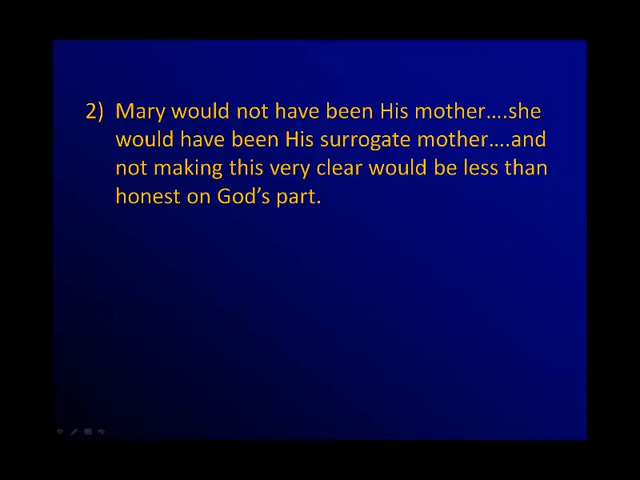 2) Mary would not have been His mother....she
would have been His surrogate mother....and
not making this very clear would be less than
honest on God’s part.